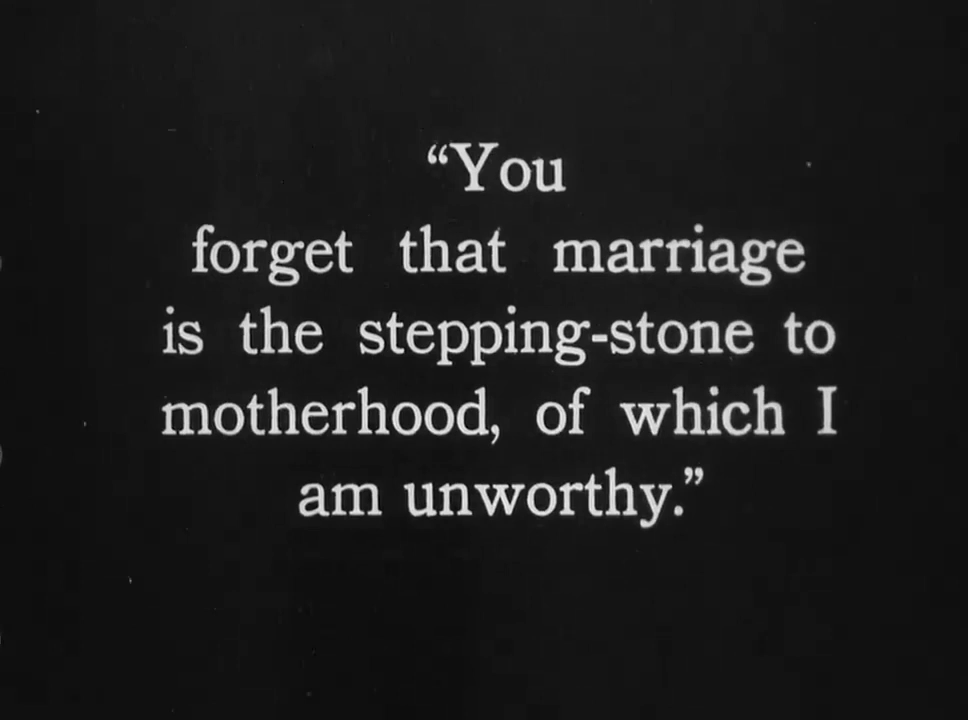 “You
forget that marriage
is the stepping-stone to
motherhood, of which I
am unworthy.”